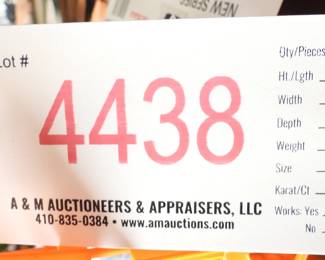 NEW SERIES
Lot #
4438
A & M AUCTIONEERS & APPRAISERS, LLC
410-835-0384 • www.amauctions.com
Qty/Pieces
Ht./Lgth
Width
Depth
Weight
Size
Karat/Ct
Works: Yes
No